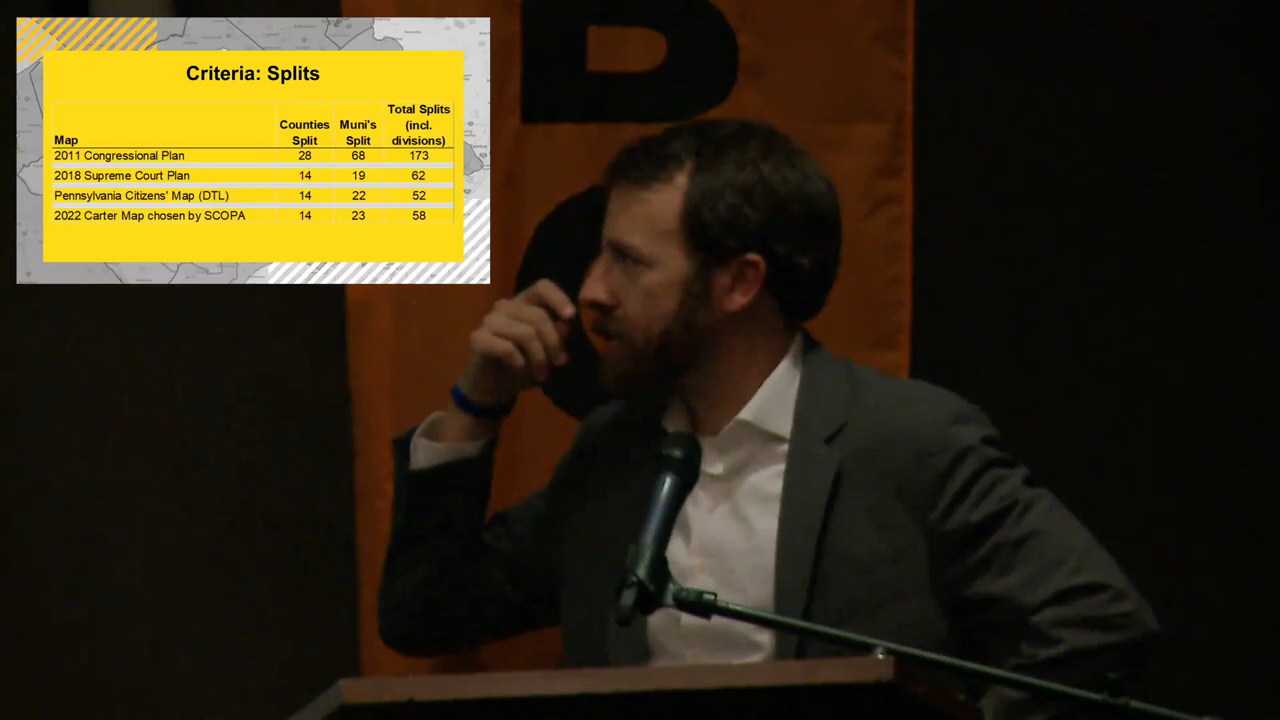 Criteria: Splits
Map Counties Split Muni's Split Total Splits (incl. divisions)
2011 Congressional Plan 28 68 173
2018 Supreme Court Plan 14 19 62
Pennsylvania Citizens' Map (DTL) 14 22 52
2022 Carter Map chosen by SCOPA 14 23 58